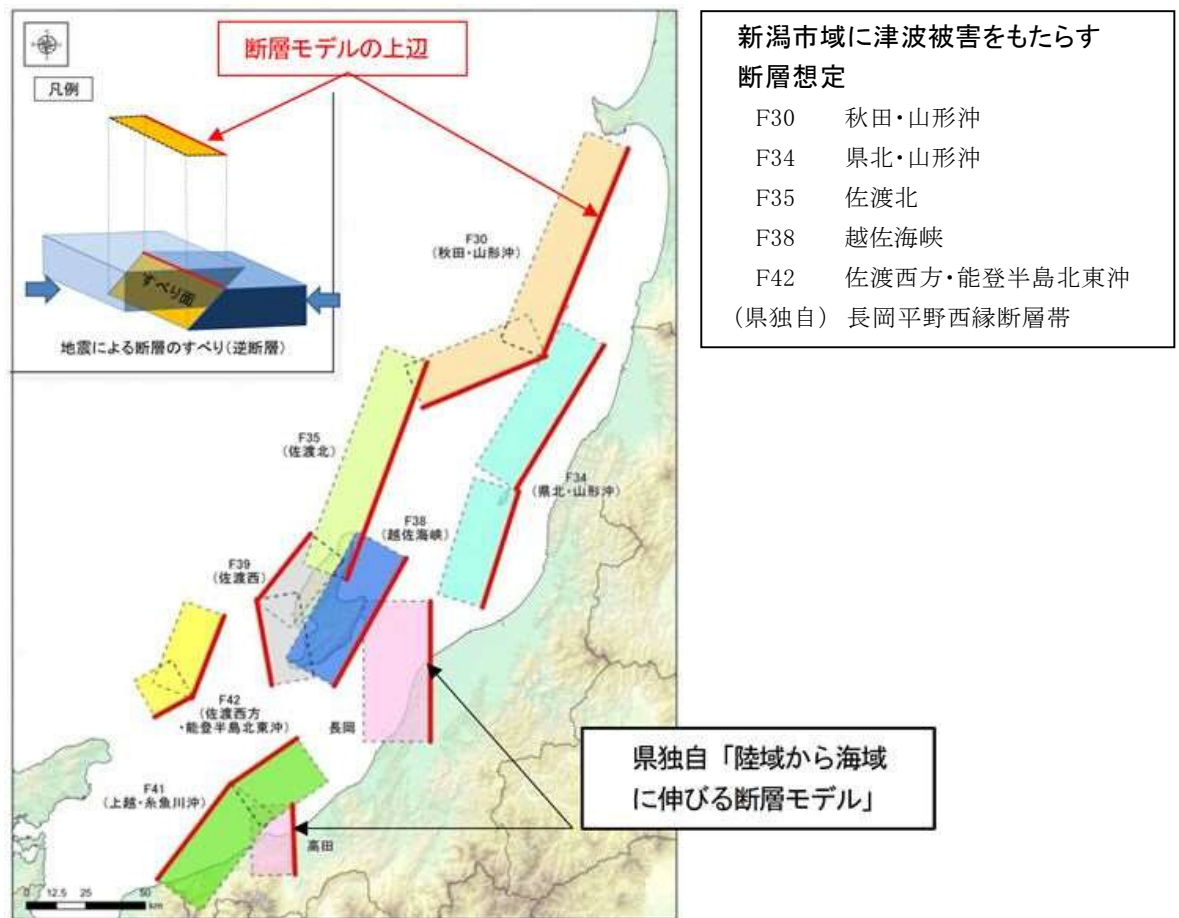 断層モデルの上辺
凡例
すべり面
地震による断層のすべり(逆断層)
F30
(秋田・山形沖)
F35
(佐渡北)
F34
(県北・山形沖)
F38
(越佐海峡)
F39
(佐渡西)
F42
(佐渡西方
・能登半島北東沖)
長岡
F41
(上越・糸魚川沖)
高田
県独自「陸域から海域
に伸びる断層モデル」
0 12.5 25 50
km
新潟市域に津波被害をもたらす
断層想定
F30 秋田・山形沖
F34 県北・山形沖
F35 佐渡北
F38 越佐海峡
F42 佐渡西方・能登半島北東沖
(県独自) 長岡平野西縁断層帯